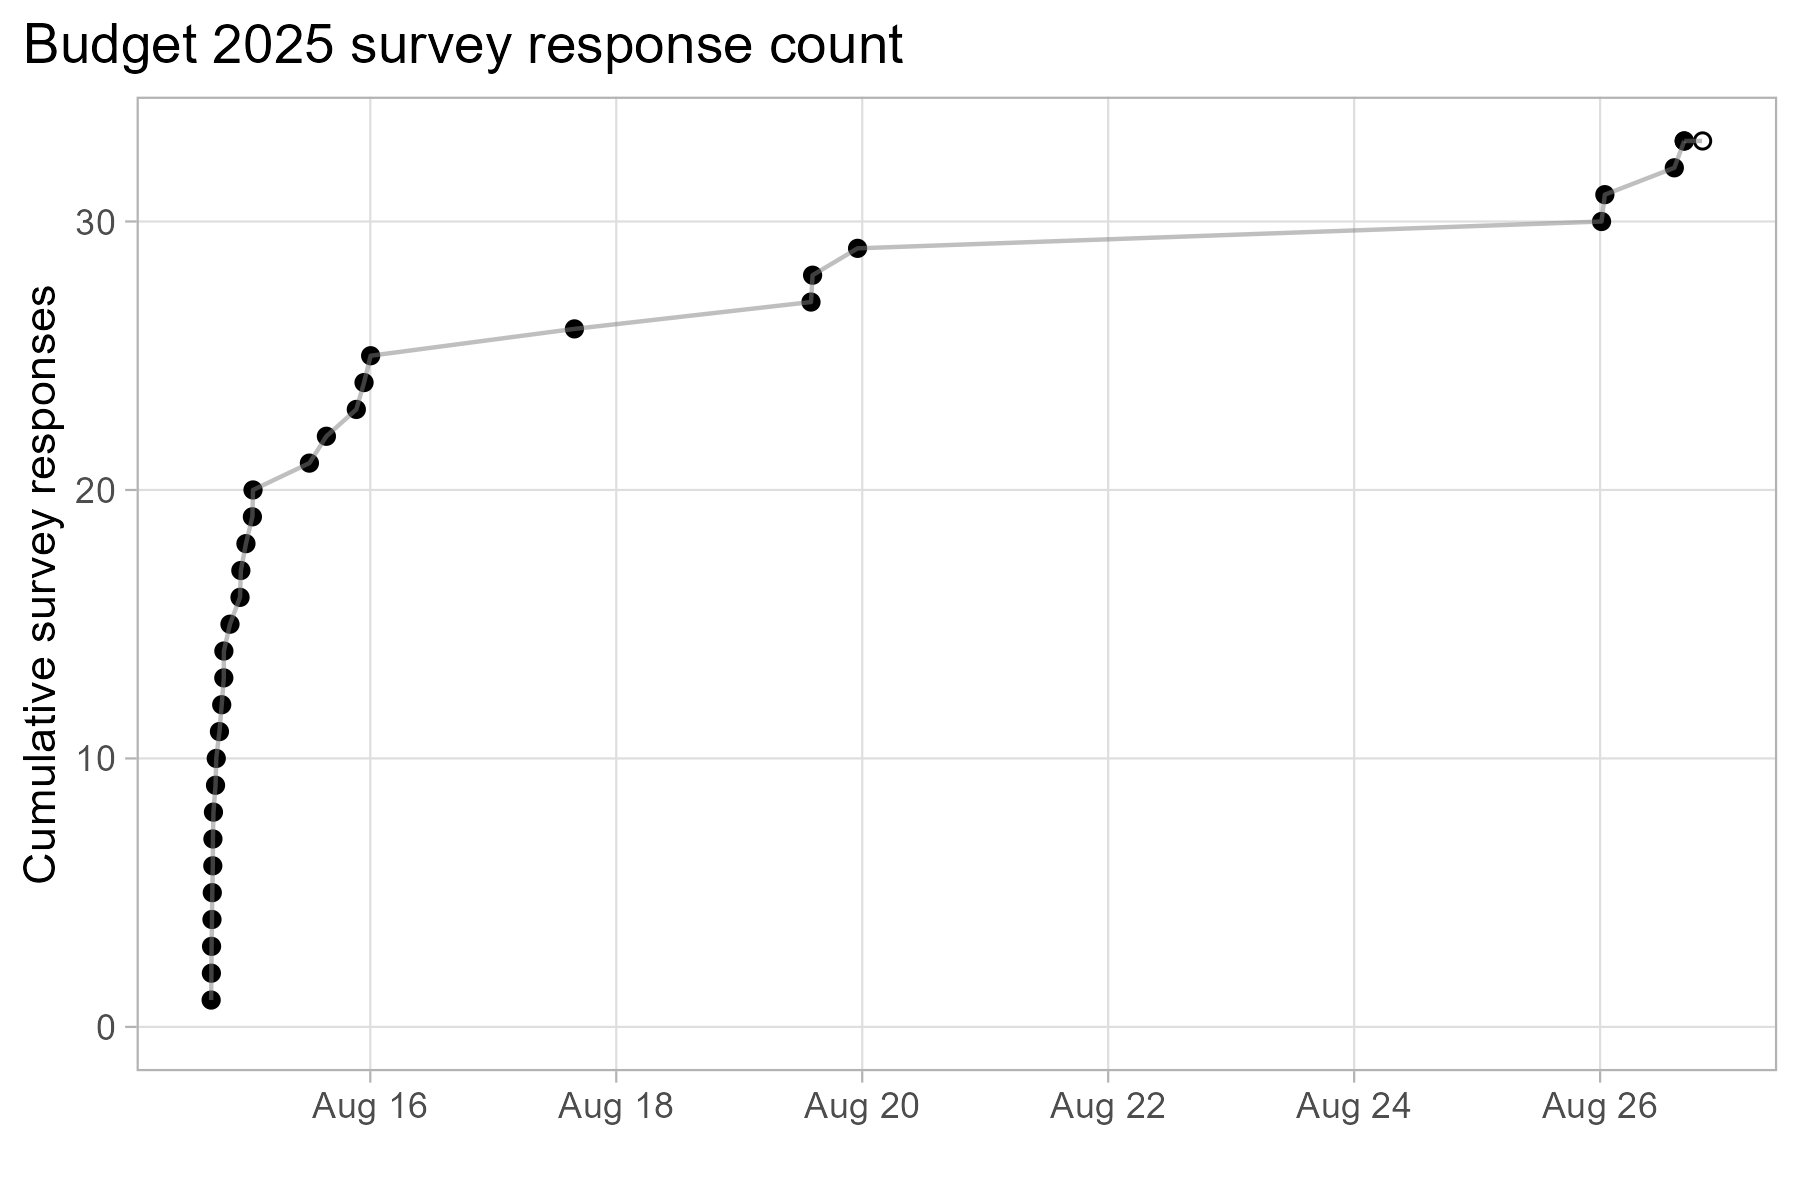 Budget 2025 survey response count
Cumulative survey responses
30
20
10
0
Aug 16
Aug 18
Aug 20
Aug 22
Aug 24
Aug 26